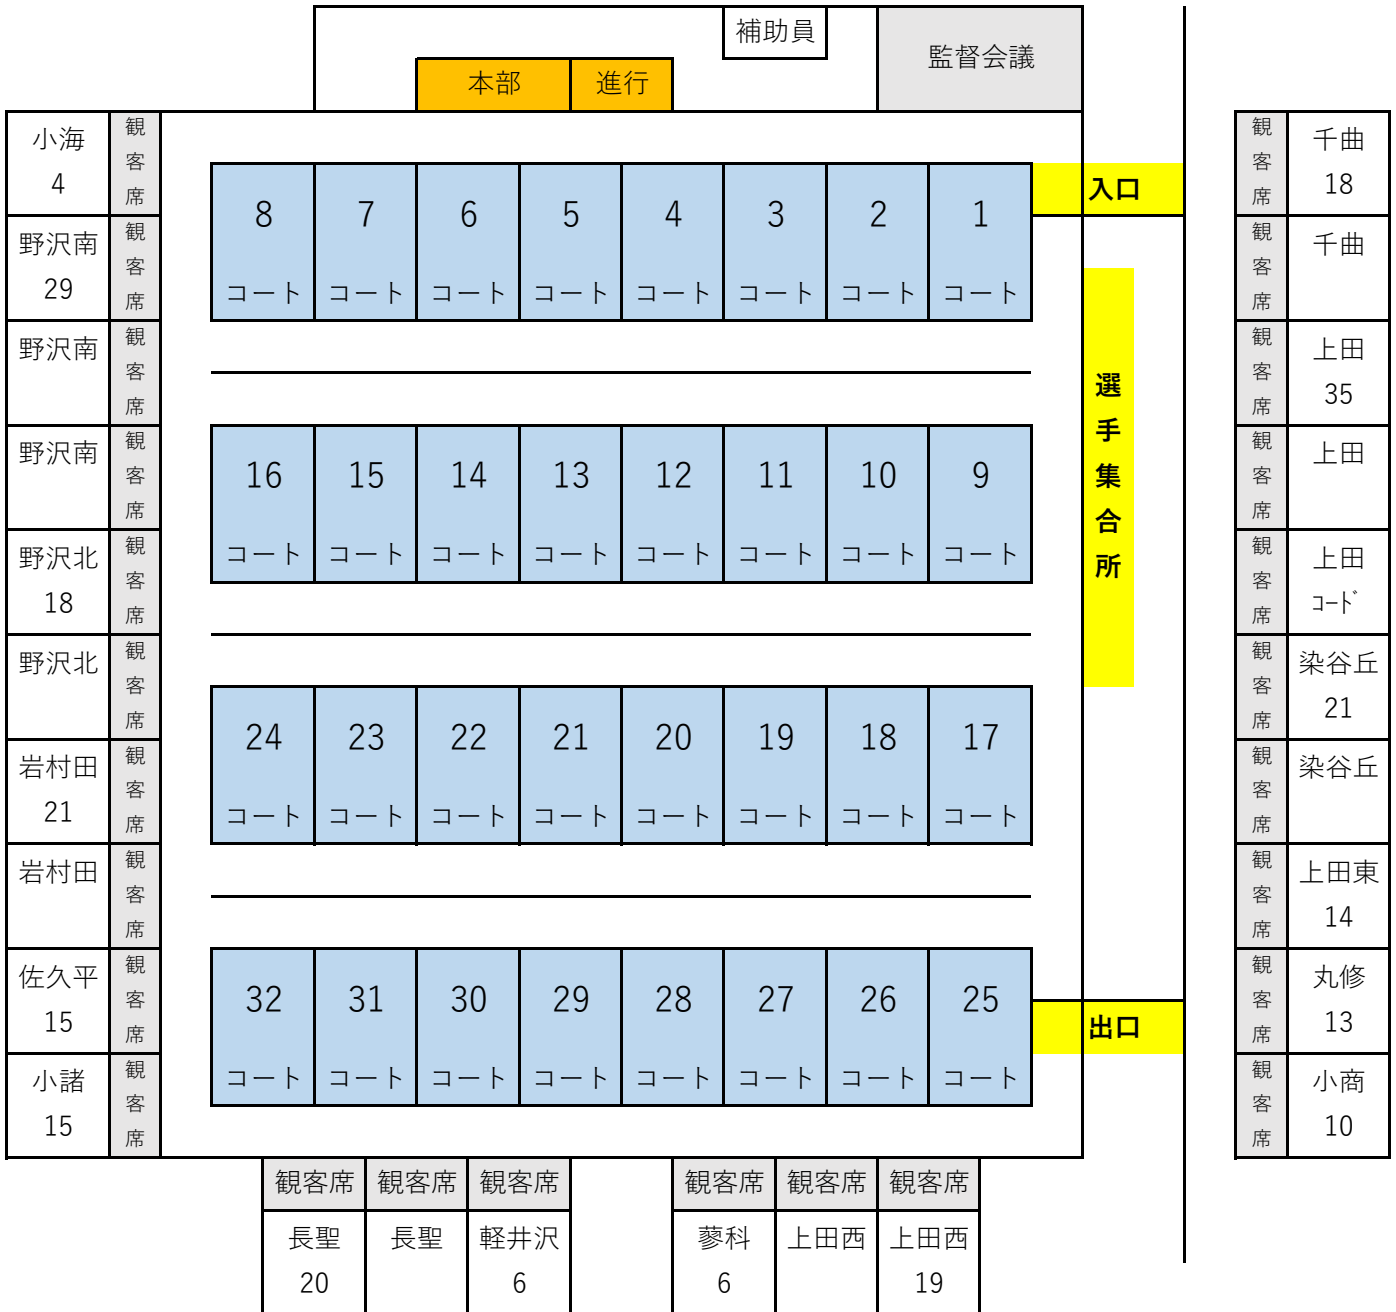 補助員
監督会議
本部 進行
小海
4
観客席
野沢南
29
観客席
野沢南
観客席
野沢南
観客席
野沢北
18
観客席
野沢北
観客席
岩村田
21
観客席
岩村田
観客席
佐久平
15
観客席
小諸
15
観客席
8 7 6 5 4 3 2 1
コート コート コート コート コート コート コート コート
16 15 14 13 12 11 10 9
コート コート コート コート コート コート コート コート
24 23 22 21 20 19 18 17
コート コート コート コート コート コート コート コート
32 31 30 29 28 27 26 25
コート コート コート コート コート コート コート コート
入口
選手集合所
出口
観客席
千曲
18
観客席
千曲
観客席
上田
35
観客席
上田
観客席
上田
コード
観客席
染谷丘
21
観客席
染谷丘
観客席
上田東
14
観客席
丸修
13
観客席
小商
10
観客席 観客席 観客席 観客席 観客席 観客席
長聖 長聖 軽井沢 蓼科 上田西 上田西
20 6 6 19